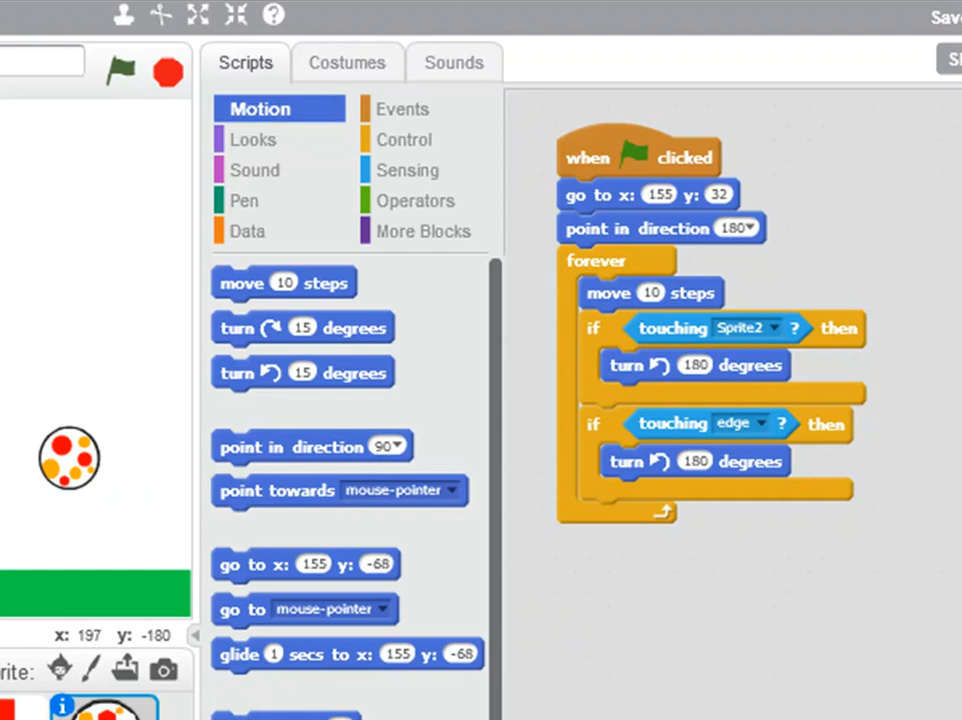 Save
Scripts
Costumes
Sounds
Motion
Events
Looks
Control
Sound
Sensing
Pen
Operators
Data
More Blocks
move 10 steps
turn 15 degrees
turn 15 degrees
point in direction 90
point towards mouse-pointer
go to x: 155 y: -68
go to mouse-pointer
glide 1 secs to x: 155 y: -68
when clicked
go to x: 155 y: 32
point in direction 180
forever
move 10 steps
if touching Sprite2 ? then
turn 180 degrees
if touching edge ? then
turn 180 degrees
x: 197 y: -180
rite: